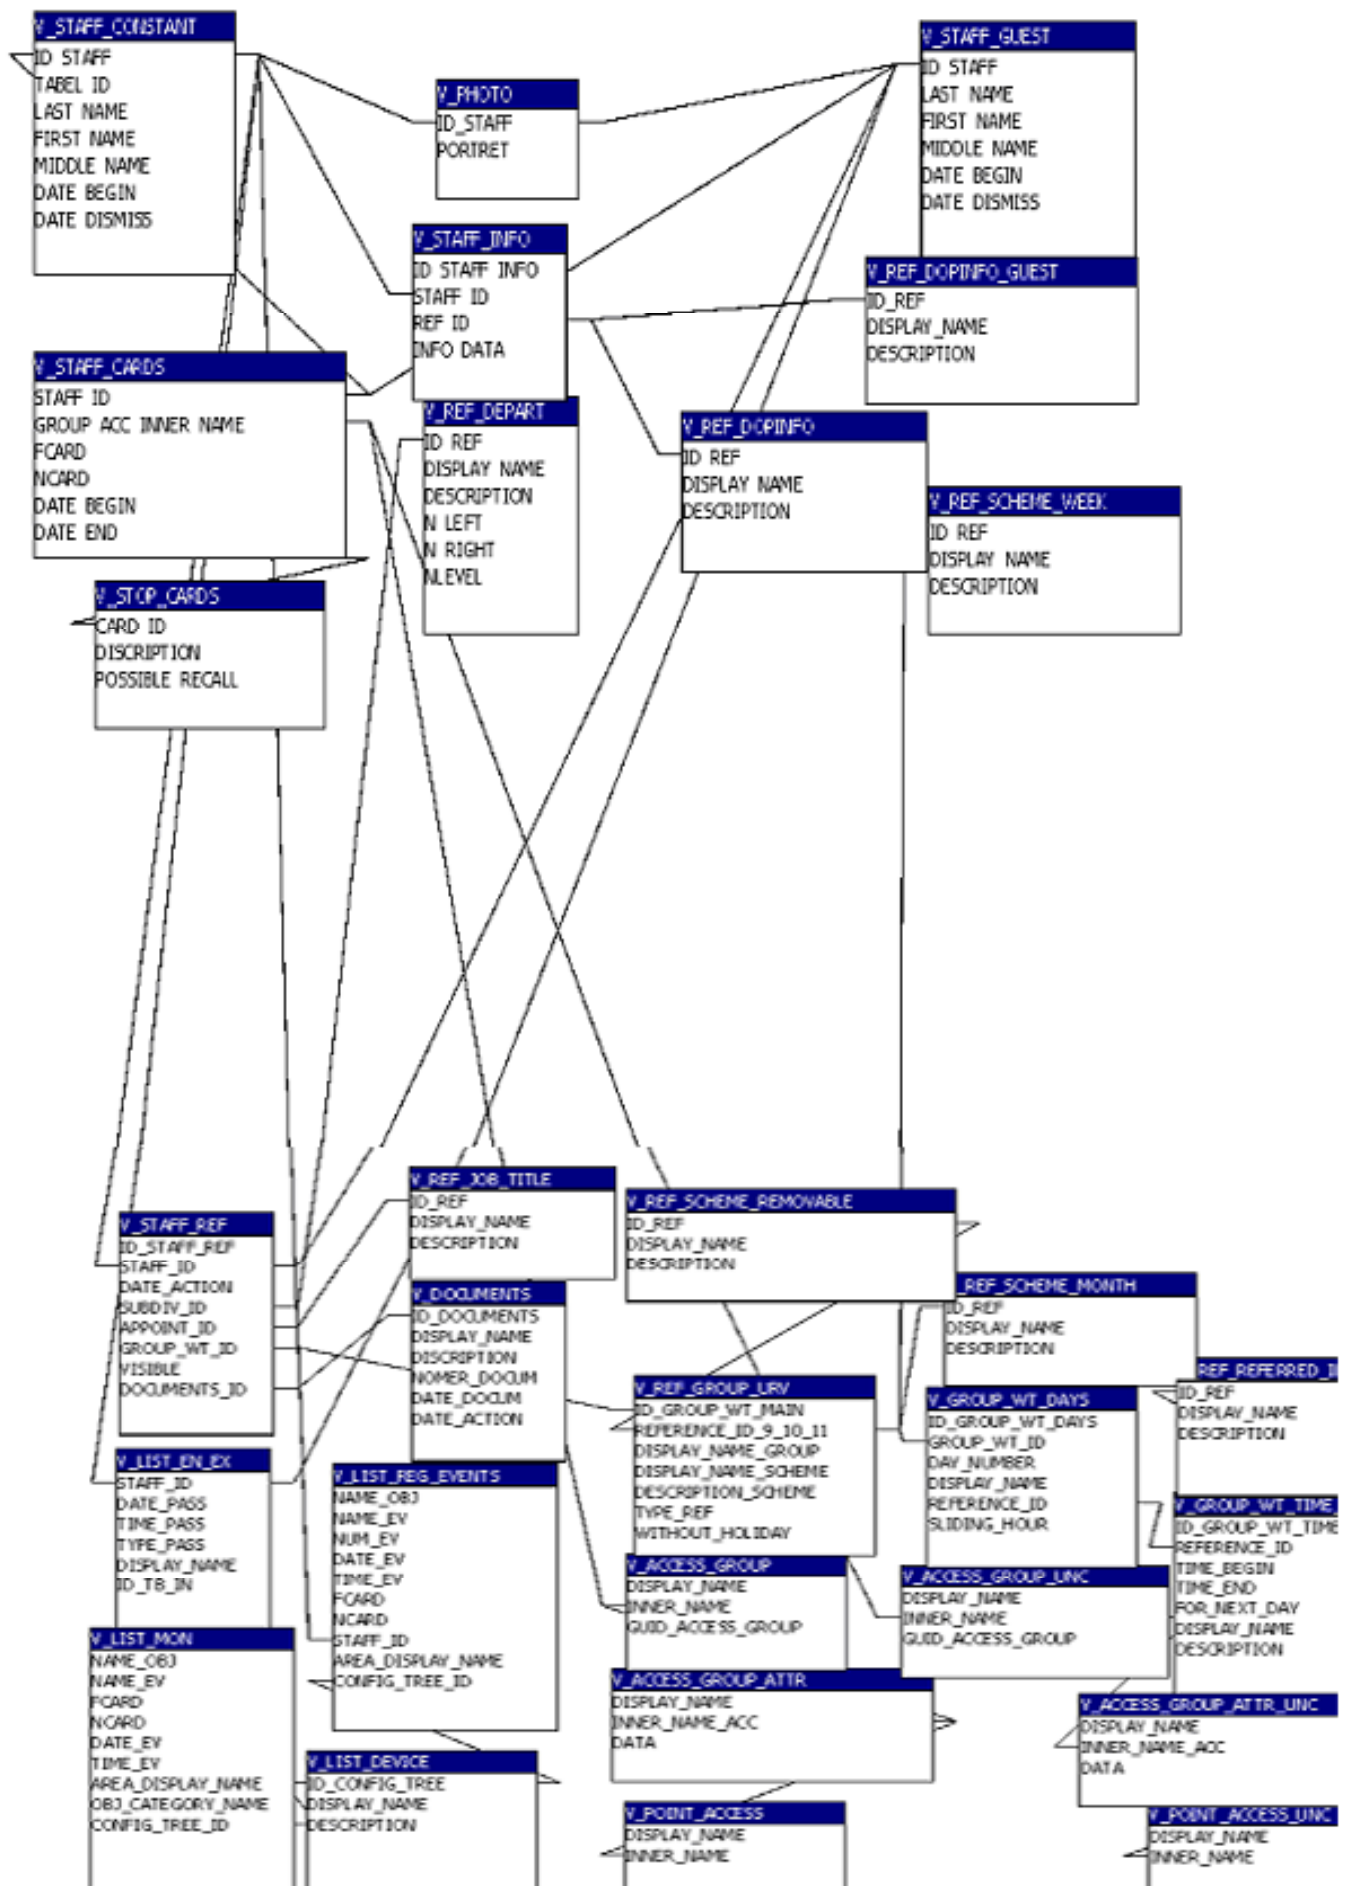 V_STAFF_CONSTANT
ID STAFF
TABEL ID
LAST NAME
FIRST NAME
MIDDLE NAME
DATE BEGIN
DATE DISMISS
V_PHOTO
ID_STAFF
PORTRET
V_STAFF_GUEST
ID STAFF
LAST NAME
FIRST NAME
MIDDLE NAME
DATE BEGIN
DATE DISMISS
V_STAFF_INFO
ID STAFF INFO
STAFF ID
REF ID
INFO DATA
V_REF_DOPINFO_GUEST
ID_REF
DISPLAY_NAME
DESCRIPTION
V_STAFF_CARDS
STAFF ID
GROUP ACC INNER NAME
FCARD
NCARD
DATE BEGIN
DATE END
V_REF_DEPART
ID REF
DISPLAY NAME
DESCRIPTION
N LEFT
N RIGHT
NLEVEL
V_REF_DOPINFO
ID REF
DISPLAY NAME
DESCRIPTION
V_REF_SCHEME_WEEK
ID REF
DISPLAY NAME
DESCRIPTION
V_STOP_CARDS
CARD ID
DISCRIPTION
POSSIBLE RECALL
V_REF_JOB_TITLE
ID_REF
DISPLAY_NAME
DESCRIPTION
V_REF_SCHEME_REMOVABLE
ID_REF
DISPLAY_NAME
DESCRIPTION
V_STAFF_REF
ID_STAFF_REF
STAFF_ID
DATE_ACTION
SUBDIV_ID
APPOINT_ID
GROUP_WT_ID
VISIBLE
DOCUMENTS_ID
V_DOCUMENTS
ID_DOCUMENTS
DISPLAY_NAME
DISCRIPTION
NOMER_DOCUM
DATE_DOCUM
DATE_ACTION
_REF_SCHEME_MONTH
ID_REF
DISPLAY_NAME
DESCRIPTION
REF_REFERRED_I
ID_REF
DISPLAY_NAME
DESCRIPTION
V_REF_GROUP_URV
ID_GROUP_WT_MAIN
REFERENCE_ID_9_10_11
DISPLAY_NAME_GROUP
DISPLAY_NAME_SCHEME
DESCRIPTION_SCHEME
TYPE_REF
WITHOUT_HOLIDAY
V_GROUP_WT_DAYS
ID_GROUP_WT_DAYS
GROUP_WT_ID
DAY_NUMBER
DISPLAY_NAME
REFERENCE_ID
SLIDING_HOUR
V_LIST_EN_EX
STAFF_ID
DATE_PASS
TIME_PASS
TYPE_PASS
DISPLAY_NAME
ID_TB_IN
V_LIST_REG_EVENTS
NAME_OBJ
NAME_EV
NUM_EV
DATE_EV
TIME_EV
FCARD
NCARD
STAFF_ID
AREA_DISPLAY_NAME
CONFIG_TREE_ID
V_GROUP_WT_TIME_
ID_GROUP_WT_TIME
REFERENCE_ID
TIME_BEGIN
TIME_END
FOR_NEXT_DAY
DISPLAY_NAME
DESCRIPTION
V_ACCESS_GROUP
DISPLAY_NAME
INNER_NAME
GUID_ACCESS_GROUP
V_ACCESS_GROUP_UNC
DISPLAY_NAME
INNER_NAME
GUID_ACCESS_GROUP
V_LIST_MON
NAME_OBJ
NAME_EV
FCARD
NCARD
DATE_EV
TIME_EV
AREA_DISPLAY_NAME
OBJ_CATEGORY_NAME
CONFIG_TREE_ID
V_ACCESS_GROUP_ATTR
DISPLAY_NAME
INNER_NAME_ACC
DATA
V_ACCESS_GROUP_ATTR_UNC
DISPLAY_NAME
INNER_NAME_ACC
DATA
V_LIST_DEVICE
ID_CONFIG_TREE
DISPLAY_NAME
DESCRIPTION
V_POINT_ACCESS
DISPLAY_NAME
INNER_NAME
V_POINT_ACCESS_UNC
DISPLAY_NAME
INNER_NAME